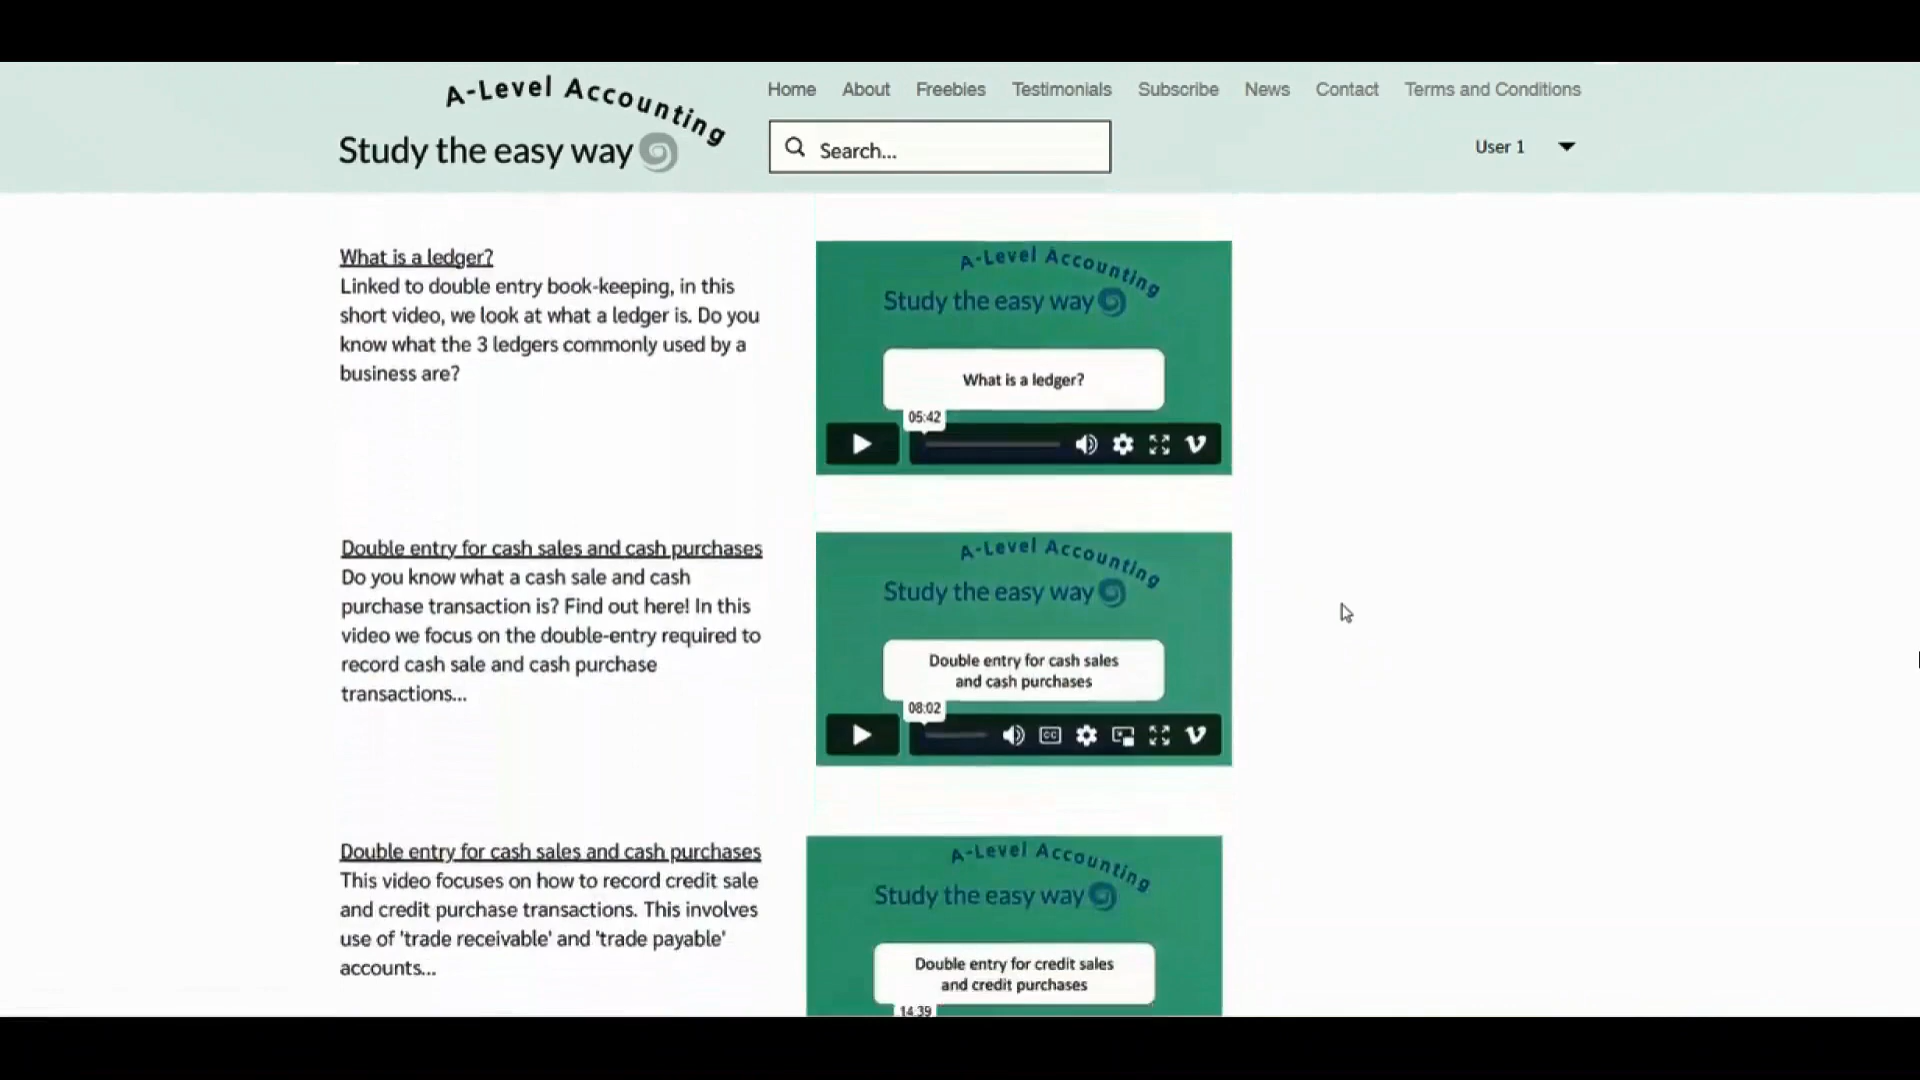 A-Level Accounting
Study the easy way
Home About Freebies Testimonials Subscribe News Contact Terms and Conditions
Search...
User 1
What is a ledger?
Linked to double entry book-keeping, in this
short video, we look at what a ledger is. Do you
know what the 3 ledgers commonly used by a
business are?
A-Level Accounting
Study the easy way
What is a ledger?
05:42
Double entry for cash sales and cash purchases
Do you know what a cash sale and cash
purchase transaction is? Find out here! In this
video we focus on the double-entry required to
record cash sale and cash purchase
transactions...
A-Level Accounting
Study the easy way
Double entry for cash sales
and cash purchases
08:02
CC
Double entry for cash sales and cash purchases
This video focuses on how to record credit sale
and credit purchase transactions. This involves
use of 'trade receivable' and 'trade payable'
accounts...
A-Level Accounting
Study the easy way
Double entry for credit sales
and credit purchases
14:39